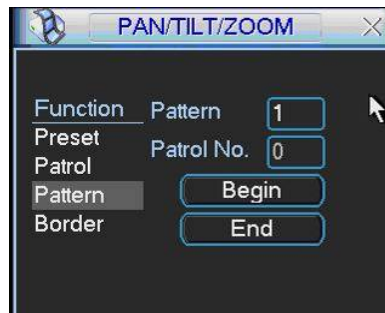 PAN/TILT/ZOOM
Function Pattern 1
Preset
Patrol No. 0
Patrol
Pattern Begin
Border End